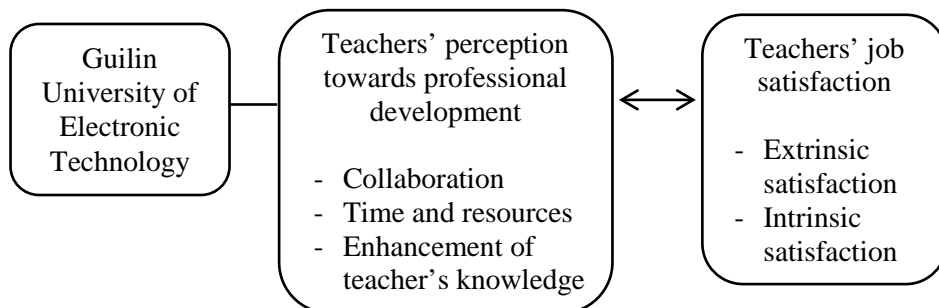 Guilin
University of
Electronic
Technology
Teachers’ perception
towards professional
development
- Collaboration
- Time and resources
- Enhancement of
teacher’s knowledge
Teachers’ job
satisfaction
- Extrinsic
satisfaction
- Intrinsic
satisfaction